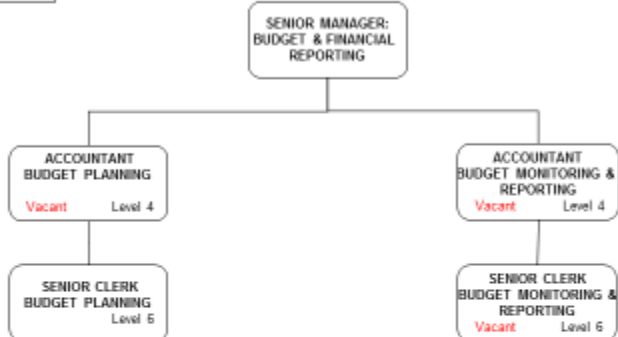 SENIOR MANAGER:
BUDGET & FINANCIAL
REPORTING
ACCOUNTANT
BUDGET PLANNING
Vacant Level 4
ACCOUNTANT
BUDGET MONITORING &
REPORTING
Vacant Level 4
SENIOR CLERK
BUDGET PLANNING
Level 6
SENIOR CLERK
BUDGET MONITORING &
REPORTING
Vacant Level 6